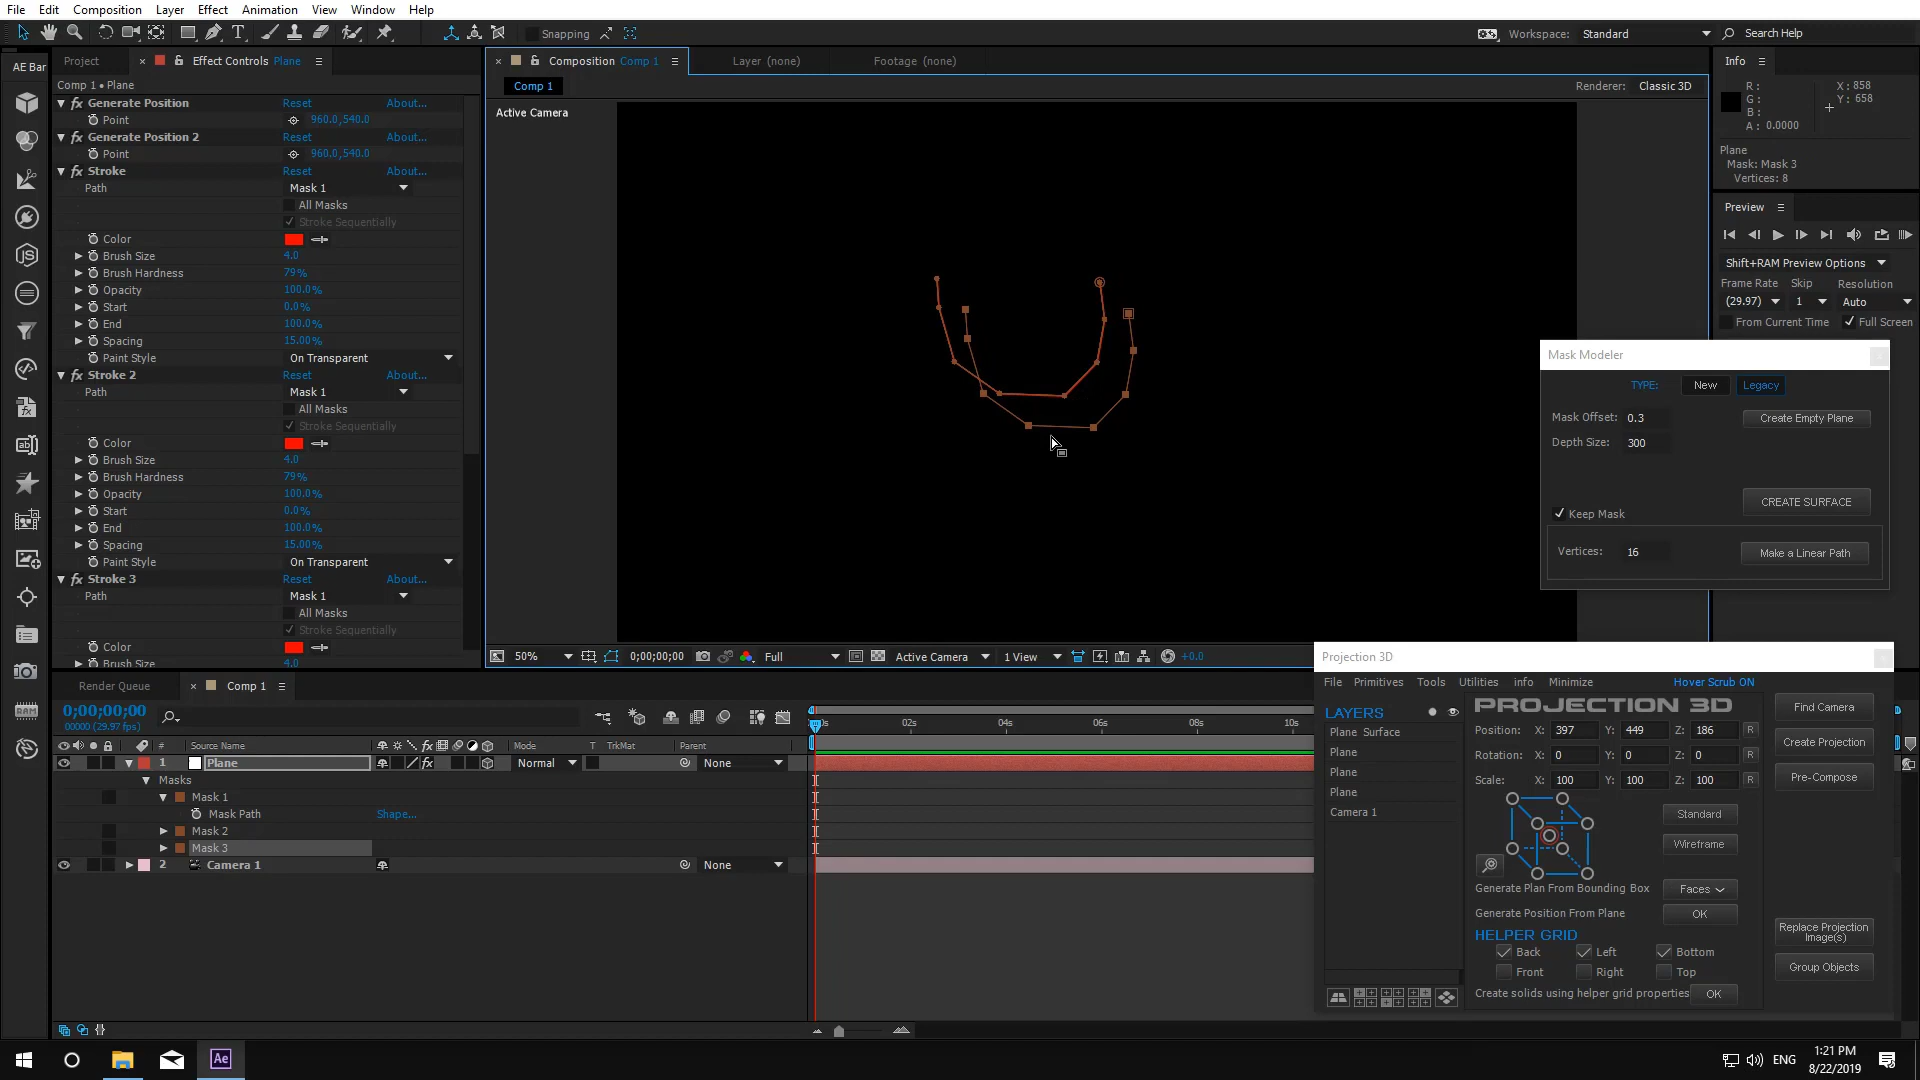 File Edit Composition Layer Effect Animation View Window Help
Snapping
Workspace: Standard
Search Help
AE Bar
Project
Effect Controls Plane
Comp 1 • Plane
Generate Position Reset About...
Point 960.0,540.0
Generate Position 2 Reset About...
Point 960.0,540.0
Stroke Reset About...
Path Mask 1
All Masks
Stroke Sequentially
Color
Brush Size 4.0
Brush Hardness 79%
Opacity 100.0%
Start 0.0%
End 100.0%
Spacing 15.00%
Paint Style On Transparent
Stroke 2 Reset About...
Path Mask 1
All Masks
Stroke Sequentially
Color
Brush Size 4.0
Brush Hardness 79%
Opacity 100.0%
Start 0.0%
End 100.0%
Spacing 15.00%
Paint Style On Transparent
Stroke 3 Reset About...
Path Mask 1
All Masks
Stroke Sequentially
Color
Brush Size 4.0
Composition Comp 1
Layer (none)
Footage (none)
Comp 1
Renderer: Classic 3D
Active Camera
50%
0;00;00;00
Full
Active Camera
1 View
+0.0
Info
R :
G :
B :
A : 0.0000
X : 858
Y : 658
Plane
Mask: Mask 3
Vertices: 8
Preview
Shift+RAM Preview Options
Frame Rate Skip Resolution
(29.97) 1 Auto
From Current Time Full Screen
Mask Modeler
TYPE: New Legacy
Mask Offset: 0.3 Create Empty Plane
Depth Size: 300
CREATE SURFACE
Keep Mask
Vertices: 16 Make a Linear Path
Projection 3D
File Primitives Tools Utilities info Minimize Hover Scrub ON
LAYERS
Plane Surface
Plane
Plane
Plane
Camera 1
PROJECTION 3D
Position: X: 397 Y: 449 Z: 186 R
Rotation: X: 0 Y: 0 Z: 0 R
Scale: X: 100 Y: 100 Z: 100 R
Standard
Wireframe
Generate Plan From Bounding Box Faces
Generate Position From Plane OK
HELPER GRID
Back Left Bottom
Front Right Top
Create solids using helper grid properties OK
Find Camera
Create Projection
Pre-Compose
Replace Projection
Image(s)
Group Objects
Render Queue
Comp 1
0;00;00;00
00000 (29.97 fps)
# Source Name Mode T TrkMat Parent
02s 04s 06s 08s 10s
1 Plane Normal None
Masks
Mask 1
Mask Path Shape...
Mask 2
Mask 3
2 Camera 1 None
RAM
Ae
ENG
1:21 PM
8/22/2019